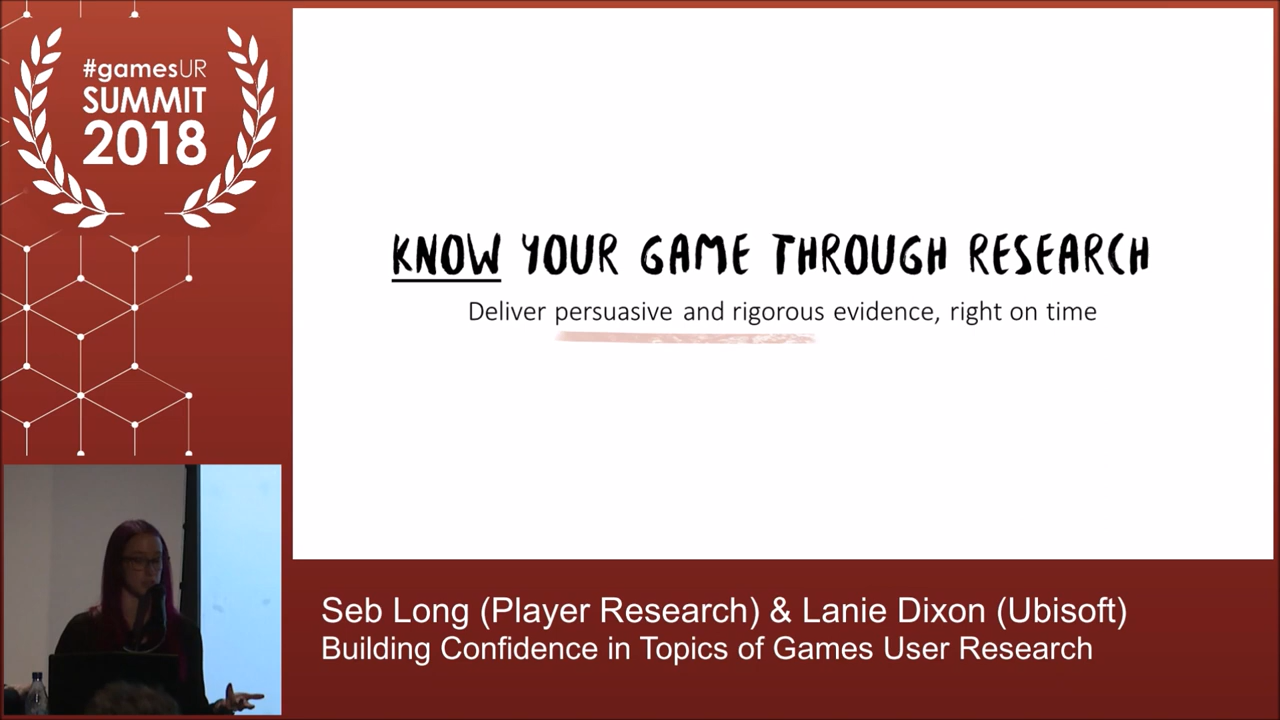 #gamesUR
SUMMIT
2018
KNOW YOUR GAME THROUGH RESEARCH
Deliver persuasive and rigorous evidence, right on time
Seb Long (Player Research) & Lanie Dixon (Ubisoft)
Building Confidence in Topics of Games User Research